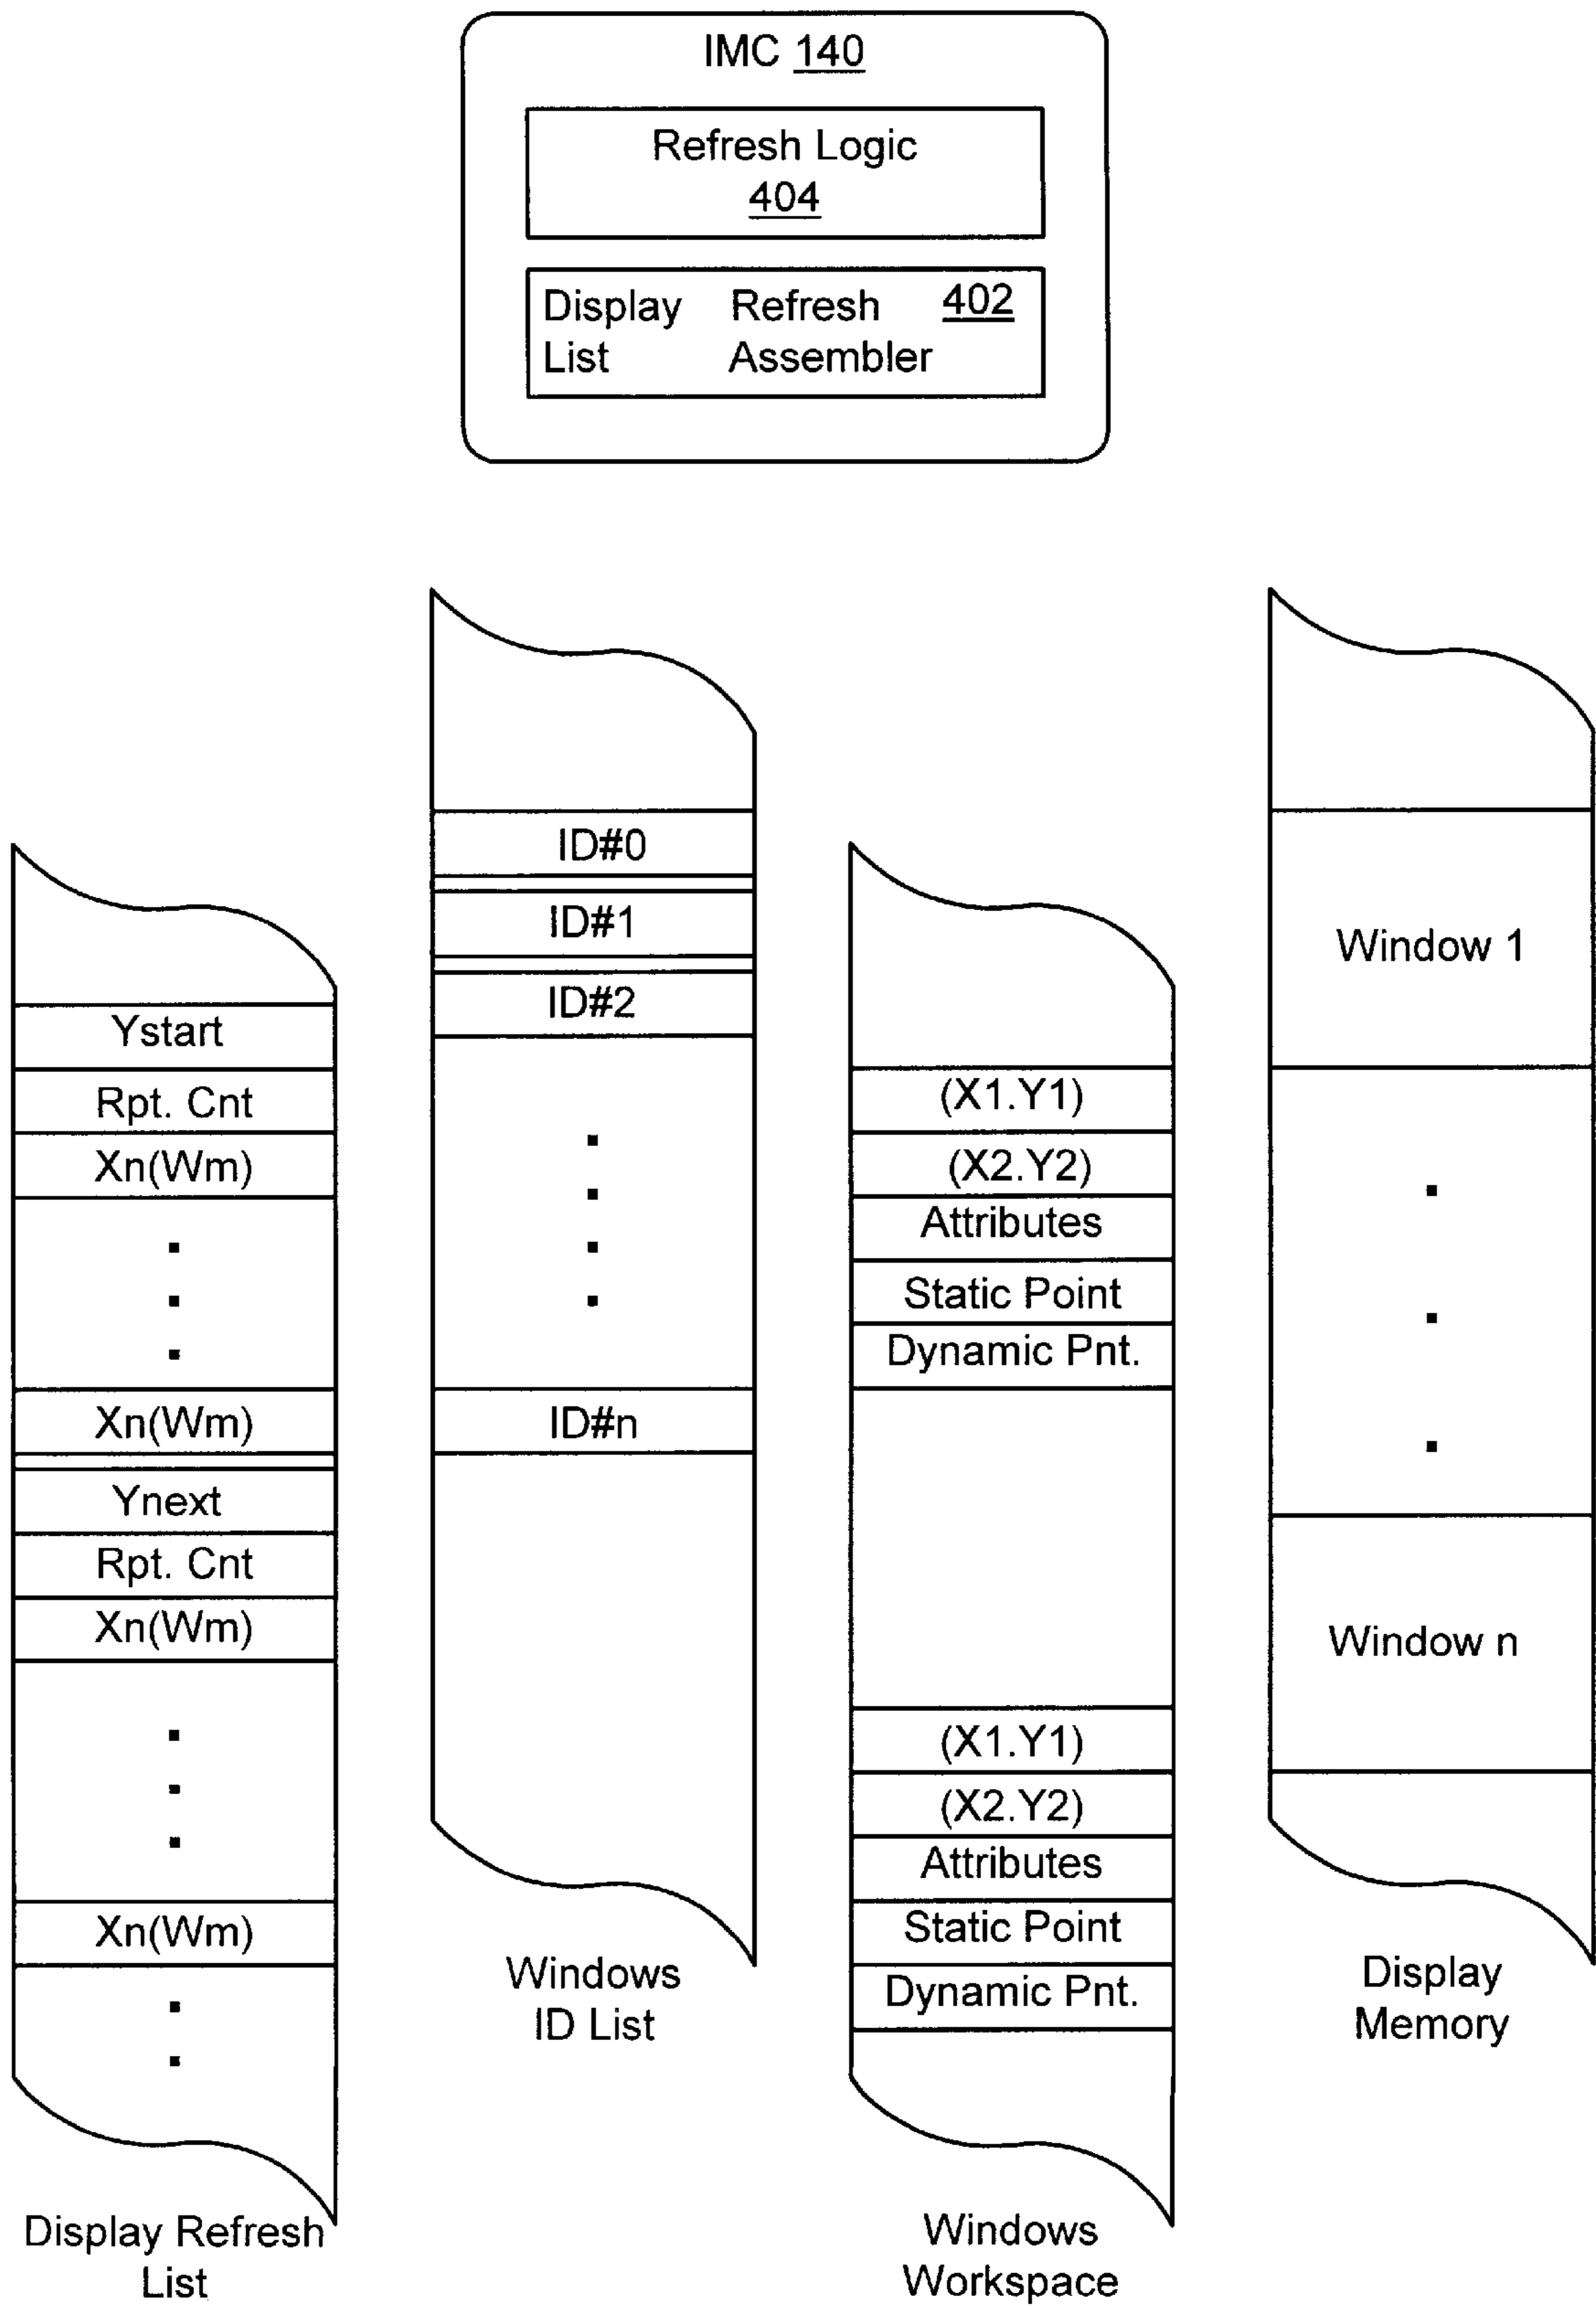 IMC 140
Refresh Logic
404
Display Refresh 402
List Assembler
Ystart
Rpt. Cnt
Xn(Wm)
Xn(Wm)
Ynext
Rpt. Cnt
Xn(Wm)
Xn(Wm)
Display Refresh
List
ID#0
ID#1
ID#2
ID#n
Windows
ID List
(X1.Y1)
(X2.Y2)
Attributes
Static Point
Dynamic Pnt.
(X1.Y1)
(X2.Y2)
Attributes
Static Point
Dynamic Pnt.
Windows
Workspace
Window 1
Window n
Display
Memory